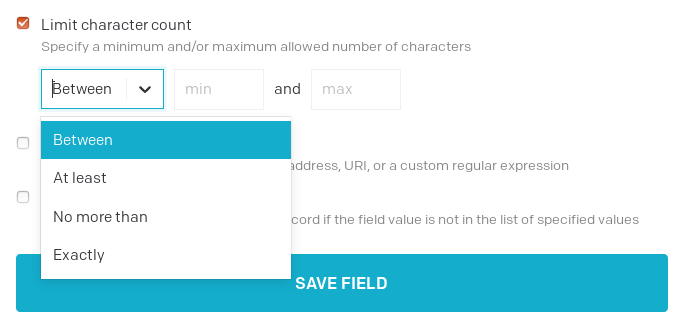 Limit character count
Specify a minimum and/or maximum allowed number of characters
Between min and max
Between
address, URI, or a custom regular expression
At least
No more than
if the field value is not in the list of specified values
Exactly
SAVE FIELD